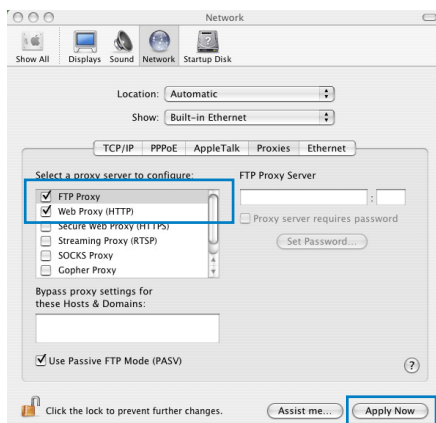 Network
Show All Displays Sound Network Startup Disk
Location: Automatic
Show: Built-in Ethernet
TCP/IP PPPoE AppleTalk Proxies Ethernet
Select a proxy server to configure: FTP Proxy Server
FTP Proxy
:
Web Proxy (HTTP)
Proxy server requires password
Secure Web Proxy (HTTPS)
Streaming Proxy (RTSP) Set Password...
SOCKS Proxy
Gopher Proxy
Bypass proxy settings for
these Hosts & Domains:
Use Passive FTP Mode (PASV)
?
Click the lock to prevent further changes. Assist me... Apply Now